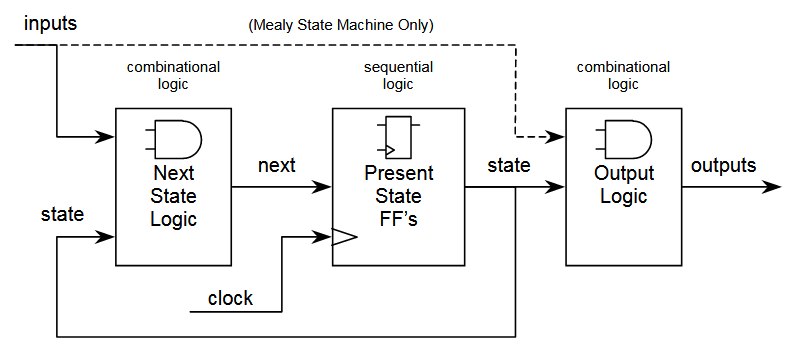 inputs
(Mealy State Machine Only)
combinational
logic
sequential
logic
combinational
logic
Next
State
Logic
next
Present
State
FF's
state
Output
Logic
outputs
state
clock